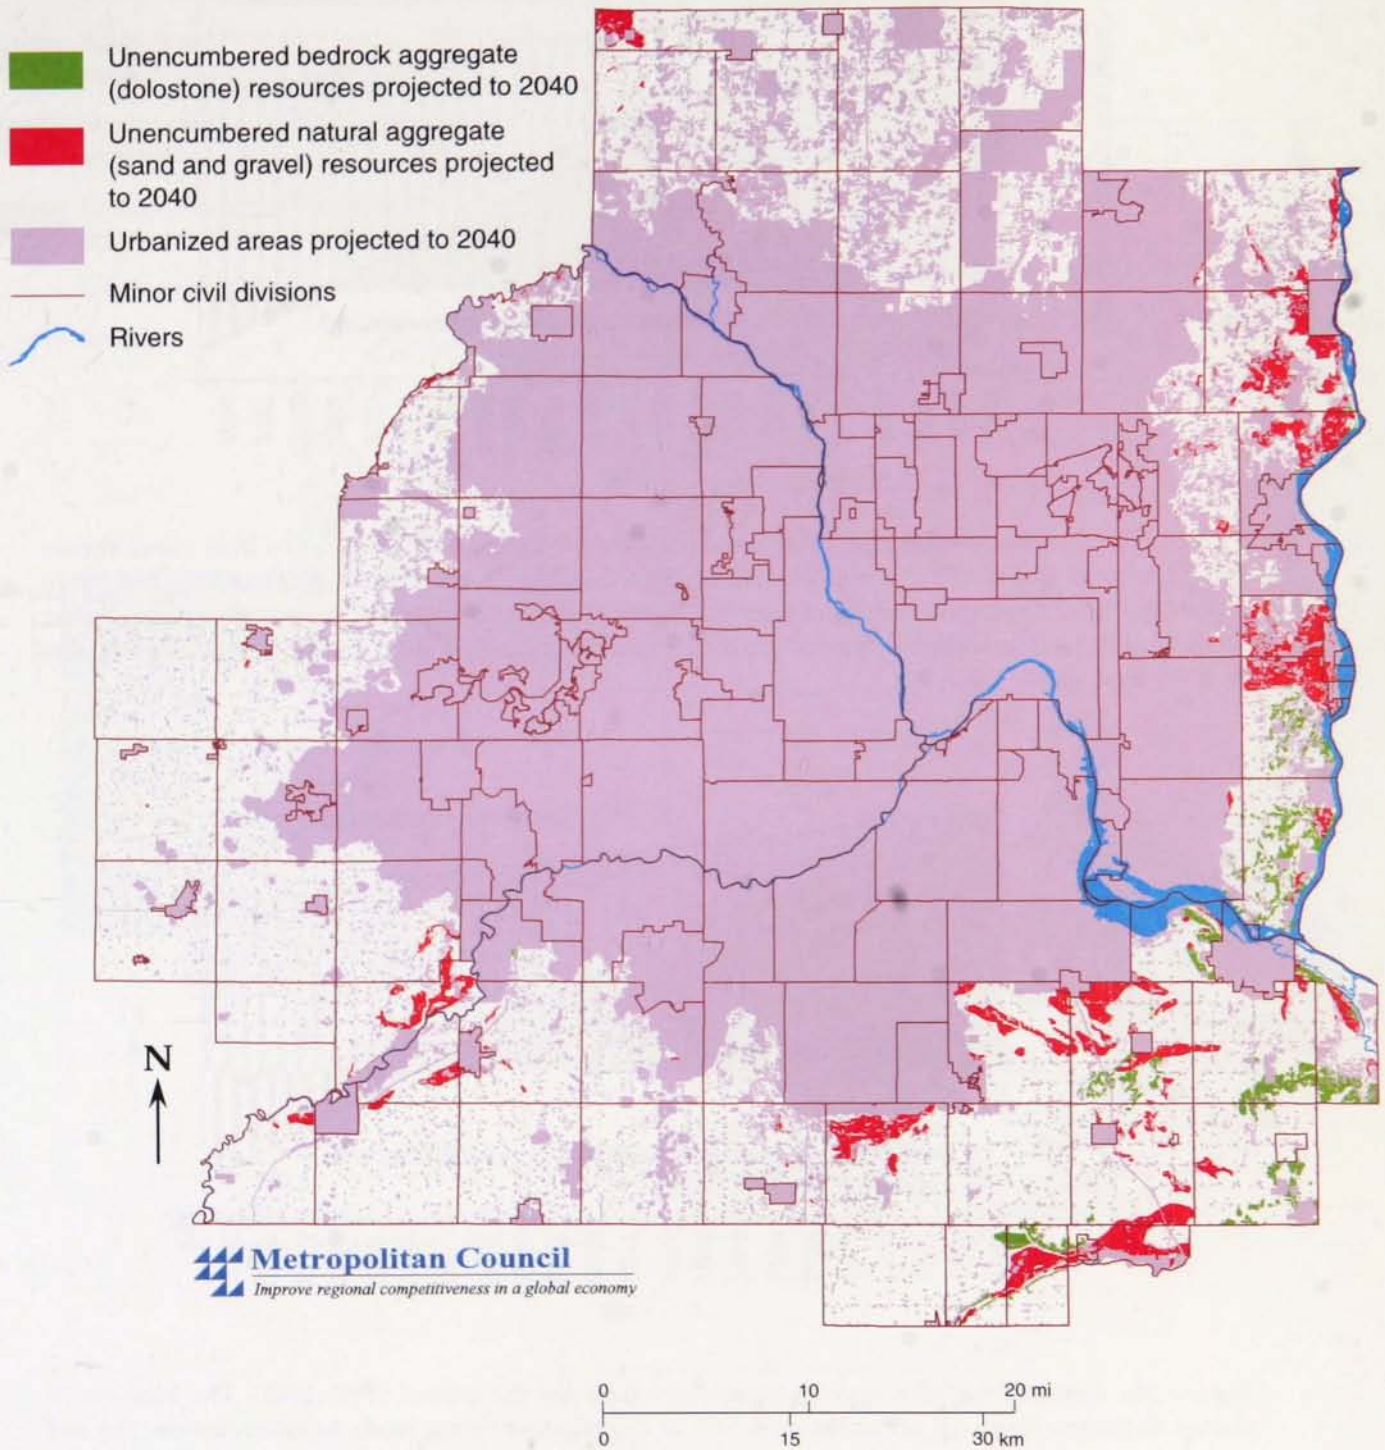 Unencumbered bedrock aggregate
(dolostone) resources projected to 2040
Unencumbered natural aggregate
(sand and gravel) resources projected
to 2040
Urbanized areas projected to 2040
Minor civil divisions
Rivers
N
Metropolitan Council
Improve regional competitiveness in a global economy
0 10 20 mi
0 15 30 km